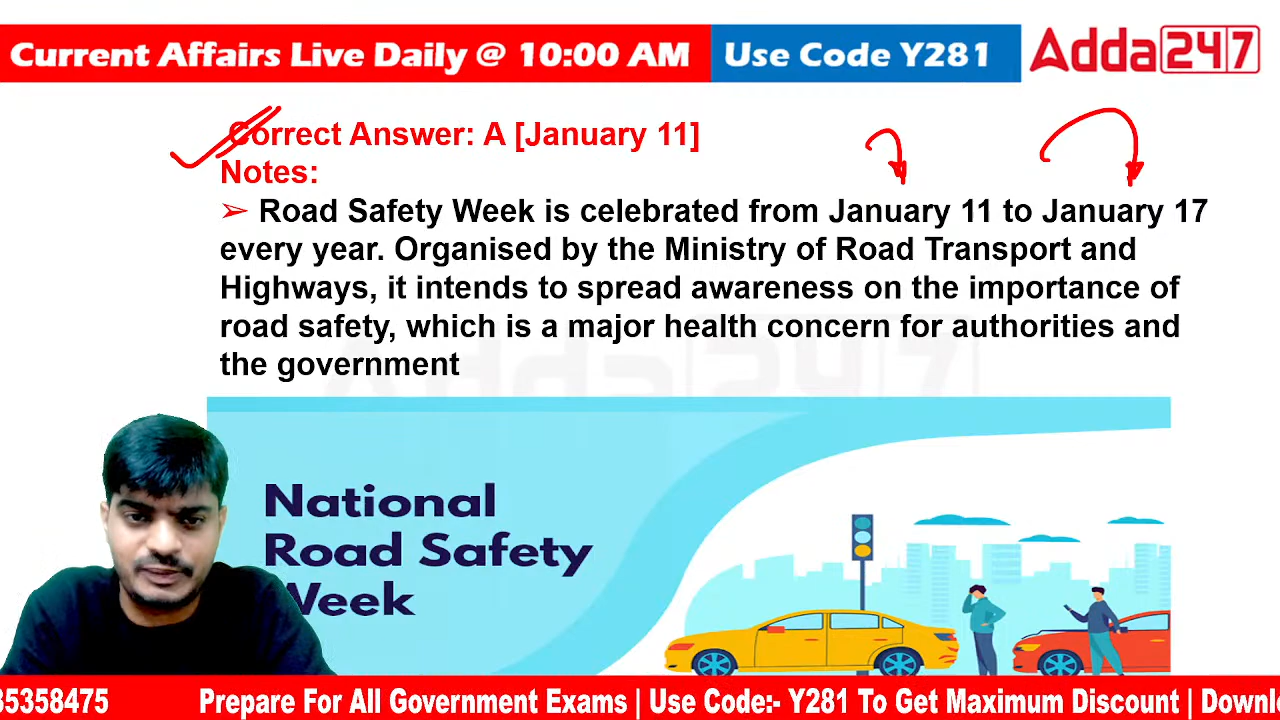 Current Affairs Live Daily @ 10:00 AM
Use Code Y281
Adda247
Correct Answer: A [January 11]
Notes:
➢ Road Safety Week is celebrated from January 11 to January 17
every year. Organised by the Ministry of Road Transport and
Highways, it intends to spread awareness on the importance of
road safety, which is a major health concern for authorities and
the government
Adda247
National
Road Safety
Week
35358475 Prepare For All Government Exams | Use Code:- Y281 To Get Maximum Discount |